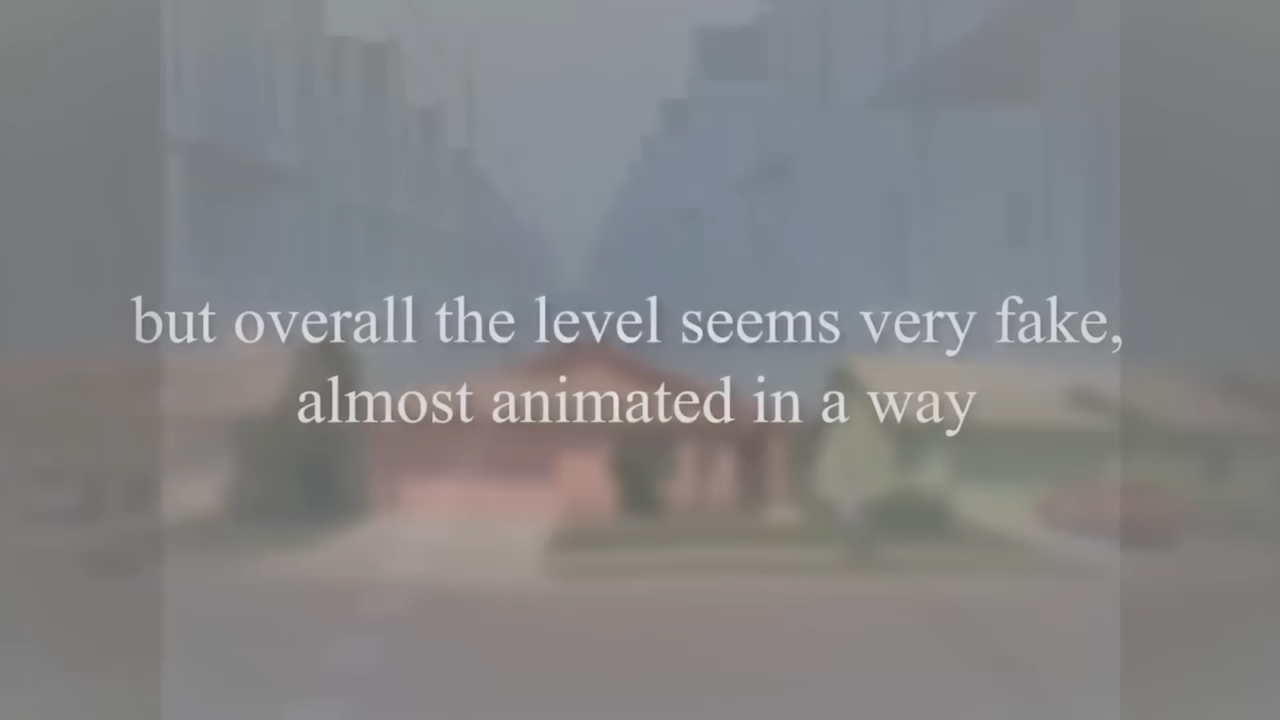 but overall the level seems very fake,
almost animated in a way